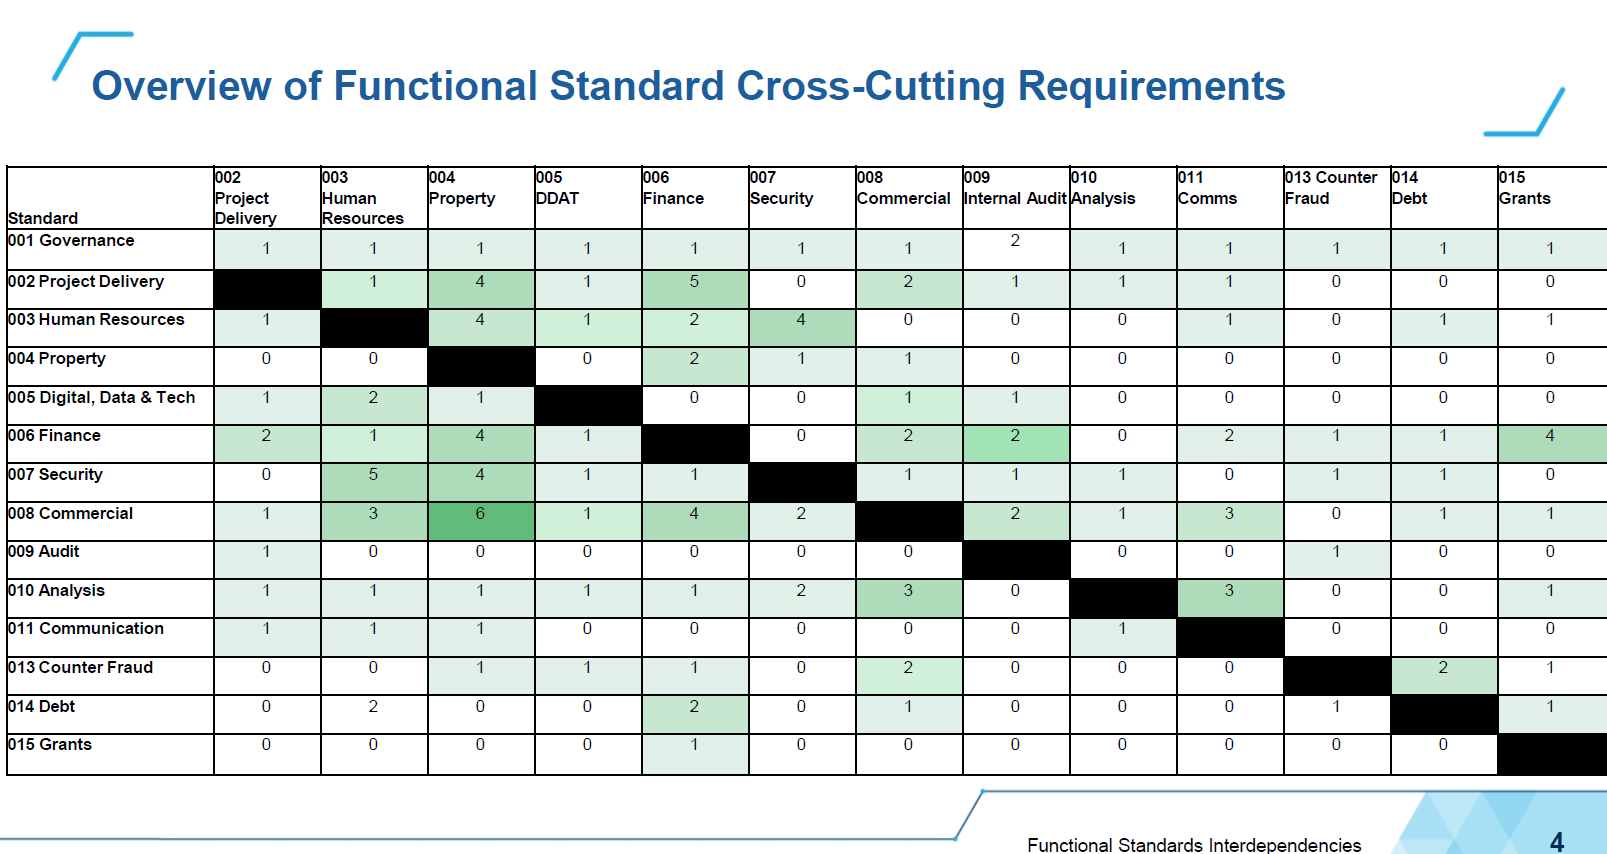 Overview of Functional Standard Cross-Cutting Requirements
Standard 002 Project Delivery 003 Human Resources 004 Property 005 DDAT 006 Finance 007 Security 008 Commercial 009 Internal Audit 010 Analysis 011 Comms 013 Counter Fraud 014 Debt 015 Grants
001 Governance 1 1 1 1 1 1 1 2 1 1 1 1 1
002 Project Delivery 1 4 1 5 0 2 1 1 1 0 0 0
003 Human Resources 1 4 1 2 4 0 0 0 1 0 1 1
004 Property 0 0 0 2 1 1 0 0 0 0 0 0
005 Digital, Data & Tech 1 2 1 0 0 1 1 0 0 0 0 0
006 Finance 2 1 4 1 0 2 2 0 2 1 1 4
007 Security 0 5 4 1 1 1 1 1 0 1 1 0
008 Commercial 1 3 6 1 4 2 2 1 3 0 1 1
009 Audit 1 0 0 0 0 0 0 0 0 1 0 0
010 Analysis 1 1 1 1 1 2 3 0 3 0 0 1
011 Communication 1 1 1 0 0 0 0 0 1 0 0 0
013 Counter Fraud 0 0 1 1 1 0 2 0 0 0 2 1
014 Debt 0 2 0 0 2 0 1 0 0 0 1 1
015 Grants 0 0 0 0 1 0 0 0 0 0 0 0
Functional Standards Interdependencies 4